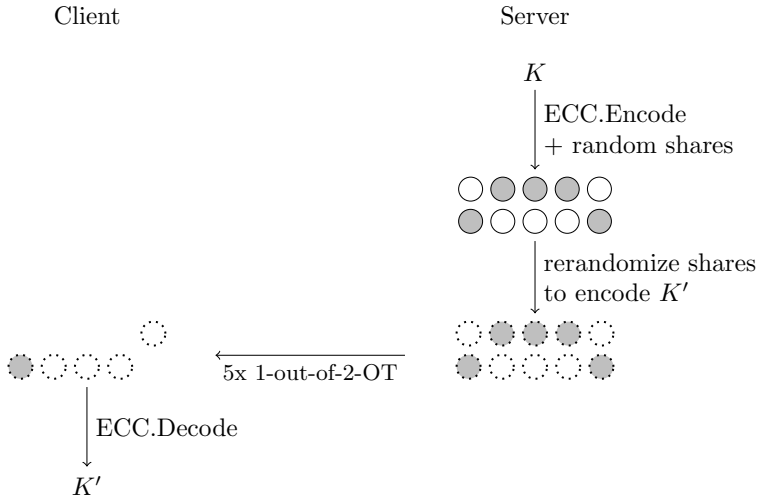 Client
Server
K
ECC.Encode
+ random shares
rerandomize shares
to encode K′
5x 1-out-of-2-OT
ECC.Decode
K′